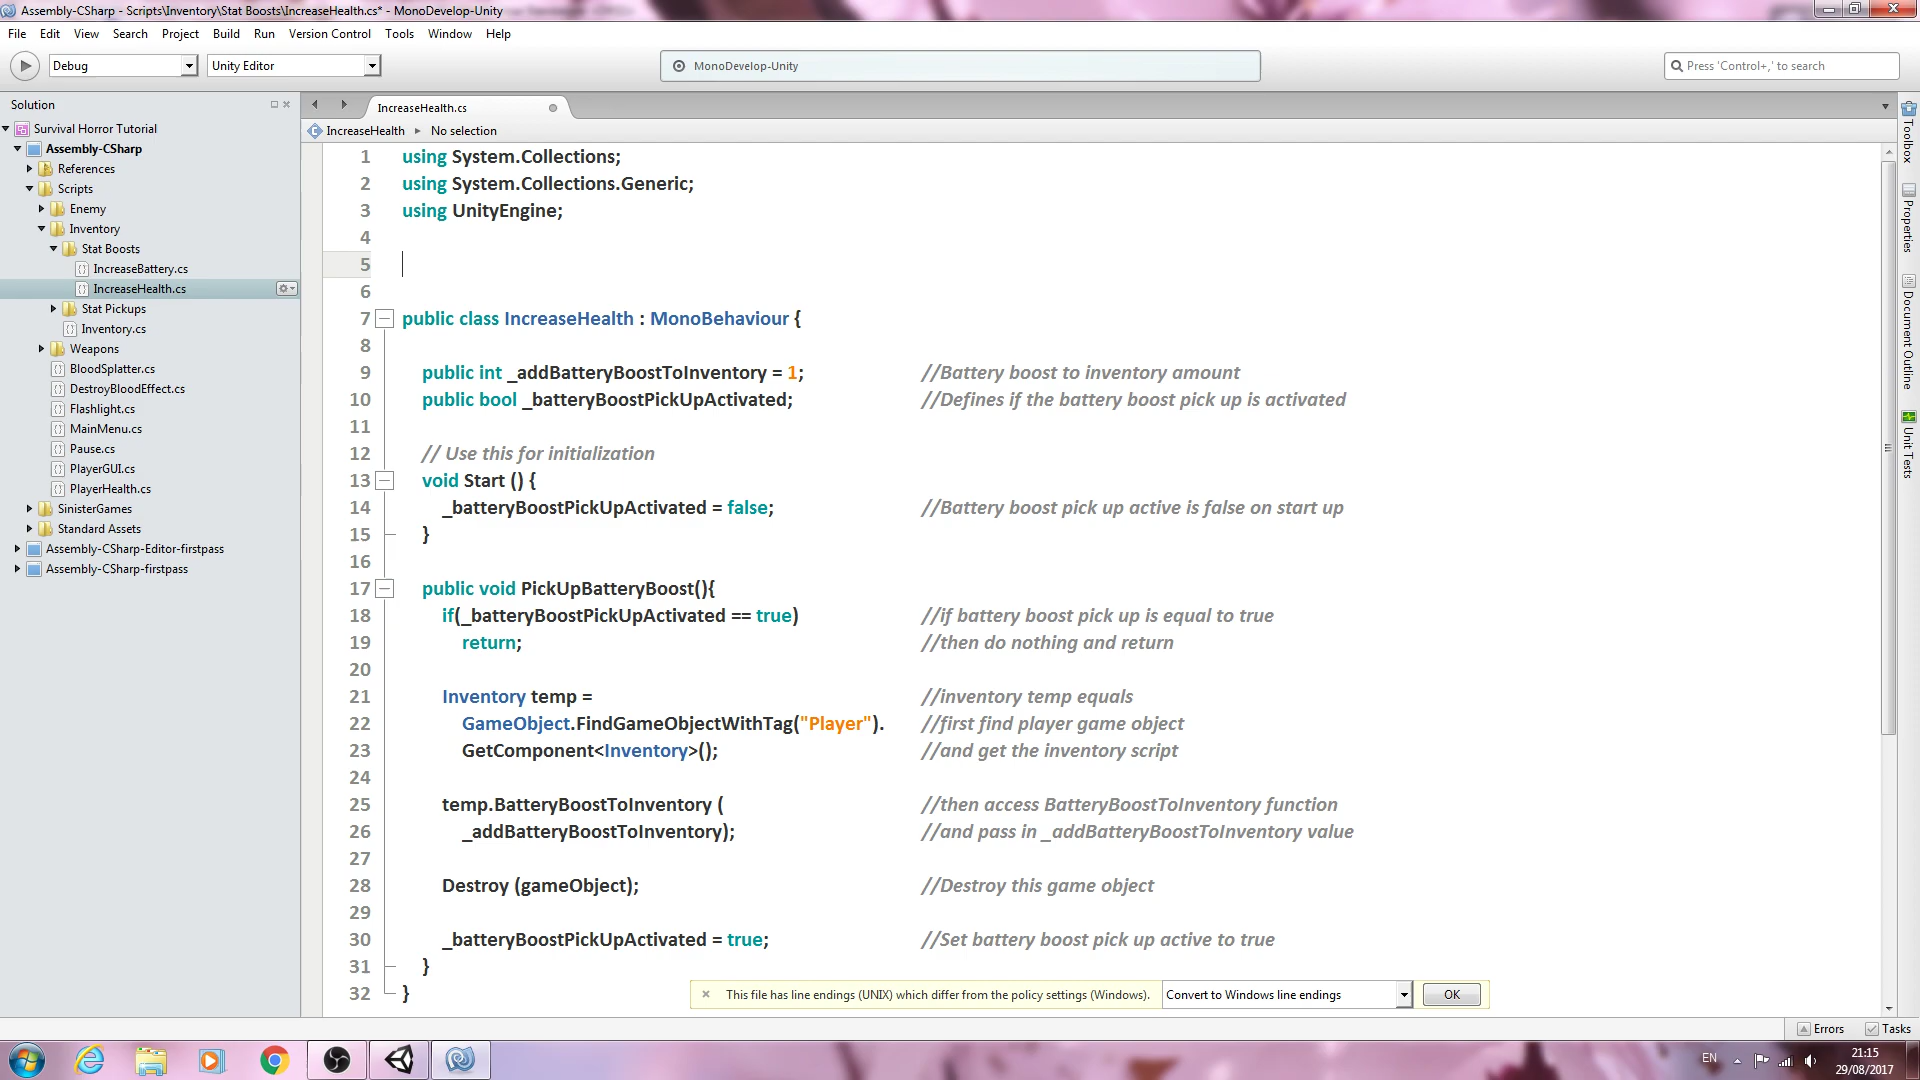 Assembly-CSharp - Scripts\Inventory\Stat Boosts\IncreaseHealth.cs* - MonoDevelop-Unity
File Edit View Search Project Build Run Version Control Tools Window Help
Debug Unity Editor MonoDevelop-Unity Press 'Control+,' to search
Solution
Survival Horror Tutorial
Assembly-CSharp
References
Scripts
Enemy
Inventory
Stat Boosts
IncreaseBattery.cs
IncreaseHealth.cs
Stat Pickups
Inventory.cs
Weapons
BloodSplatter.cs
DestroyBloodEffect.cs
Flashlight.cs
MainMenu.cs
Pause.cs
PlayerGUI.cs
PlayerHealth.cs
SinisterGames
Standard Assets
Assembly-CSharp-Editor-firstpass
Assembly-CSharp-firstpass
IncreaseHealth.cs
IncreaseHealth No selection
1 using System.Collections;
2 using System.Collections.Generic;
3 using UnityEngine;
4
5
6
7 public class IncreaseHealth : MonoBehaviour {
8
9 public int _addBatteryBoostToInventory = 1; //Battery boost to inventory amount
10 public bool _batteryBoostPickUpActivated; //Defines if the battery boost pick up is activated
11
12 // Use this for initialization
13 void Start () {
14 _batteryBoostPickUpActivated = false; //Battery boost pick up active is false on start up
15 }
16
17 public void PickUpBatteryBoost(){
18 if(_batteryBoostPickUpActivated == true) //if battery boost pick up is equal to true
19 return; //then do nothing and return
20
21 Inventory temp = //inventory temp equals
22 GameObject.FindGameObjectWithTag("Player"). //first find player game object
23 GetComponent<Inventory>(); //and get the inventory script
24
25 temp.BatteryBoostToInventory ( //then access BatteryBoostToInventory function
26 _addBatteryBoostToInventory); //and pass in _addBatteryBoostToInventory value
27
28 Destroy (gameObject); //Destroy this game object
29
30 _batteryBoostPickUpActivated = true; //Set battery boost pick up active to true
31 }
32 }
This file has line endings (UNIX) which differ from the policy settings (Windows). Convert to Windows line endings OK
Toolbox
Properties
Document Outline
Unit Tests
Errors Tasks
EN
21:15
29/08/2017